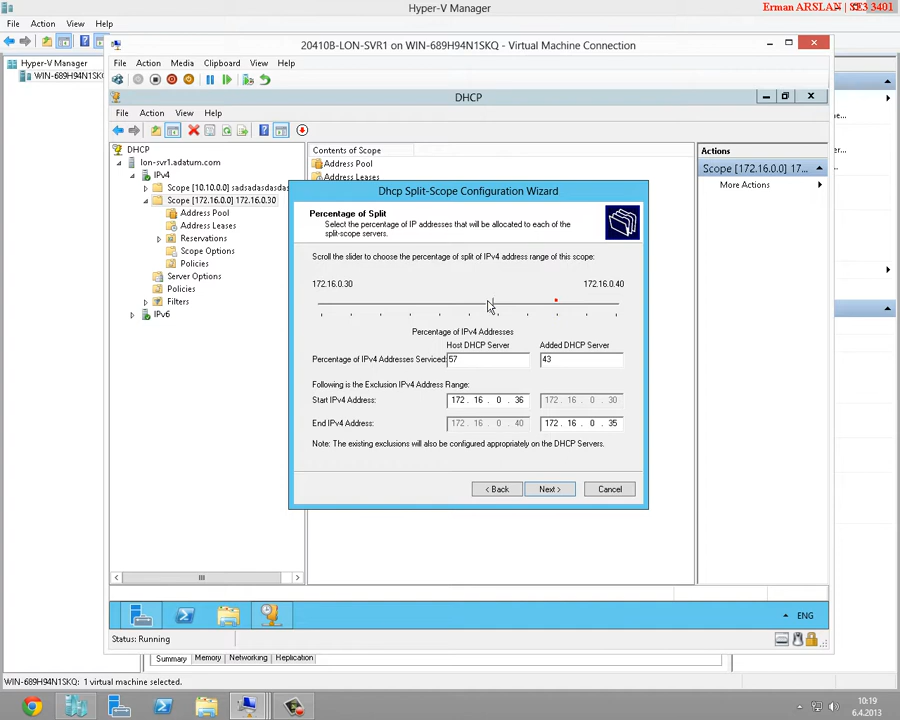 Hyper-V Manager
Erman ARSLAN | SE3 3401
File Action View Help
20410B-LON-SVR1 on WIN-689H94N1SKQ - Virtual Machine Connection
Hyper-V Manager
WIN-689H94N1SKQ
File Action Media Clipboard View Help
DHCP
File Action View Help
DHCP
lon-svr1.adatum.com
IPv4
Scope [10.10.0.0] sadsadasdasdas
Scope [172.16.0.0] 172.16.0.30
Address Pool
Address Leases
Reservations
Scope Options
Policies
Server Options
Policies
Filters
IPv6
Contents of Scope
Address Pool
Address Leases
Actions
Scope [172.16.0.0] 17...
More Actions
Dhcp Split-Scope Configuration Wizard
Percentage of Split
Select the percentage of IP addresses that will be allocated to each of the
split-scope servers.
Scroll the slider to choose the percentage of split of IPv4 address range of this scope:
172.16.0.30 172.16.0.40
Percentage of IPv4 Addresses
Host DHCP Server Added DHCP Server
Percentage of IPv4 Addresses Serviced: 57 43
Following is the Exclusion IPv4 Address Range:
Start IPv4 Address: 172 . 16 . 0 . 36 172 . 16 . 0 . 30
End IPv4 Address: 172 . 16 . 0 . 40 172 . 16 . 0 . 35
Note: The existing exclusions will also be configured appropriately on the DHCP Servers.
< Back Next > Cancel
ENG
Status: Running
Summary Memory Networking Replication
WIN-689H94N1SKQ: 1 virtual machine selected.
10:19
6.4.2013